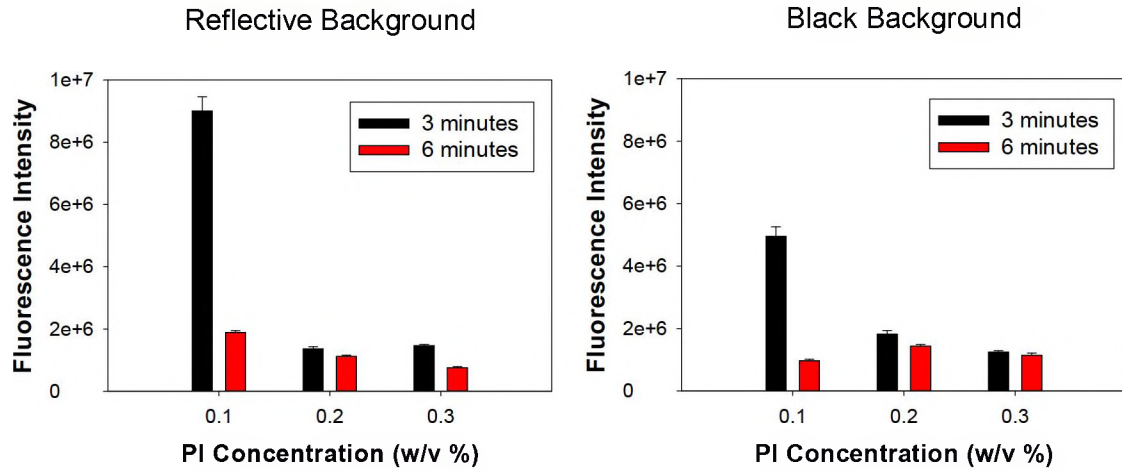 Reflective Background
Fluorescence Intensity
1e+7
8e+6
6e+6
4e+6
2e+6
0
3 minutes
6 minutes
0.1 0.2 0.3
PI Concentration (w/v %)
Black Background
Fluorescence Intensity
1e+7
8e+6
6e+6
4e+6
2e+6
0
3 minutes
6 minutes
0.1 0.2 0.3
PI Concentration (w/v %)